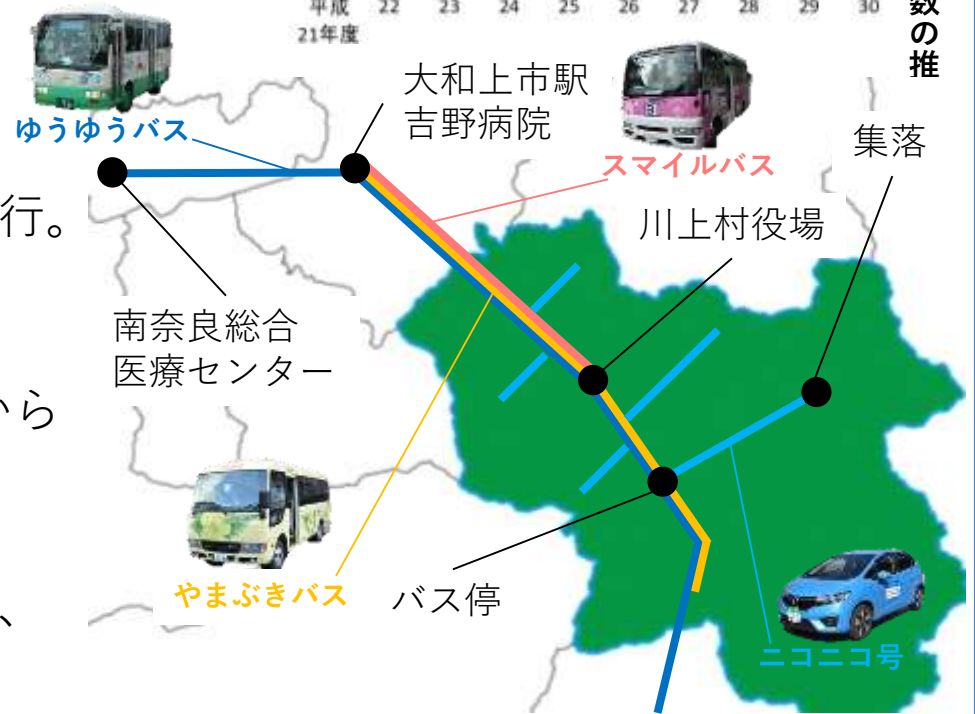 平成 22 23 24 25 26 27 28 29 30
21年度
数の推
ゆうゆうバス
大和上市駅
吉野病院
スマイルバス
集落
行。
川上村役場
南奈良総合
医療センター
から
やまぶきバス
バス停
、
ニコニコ号